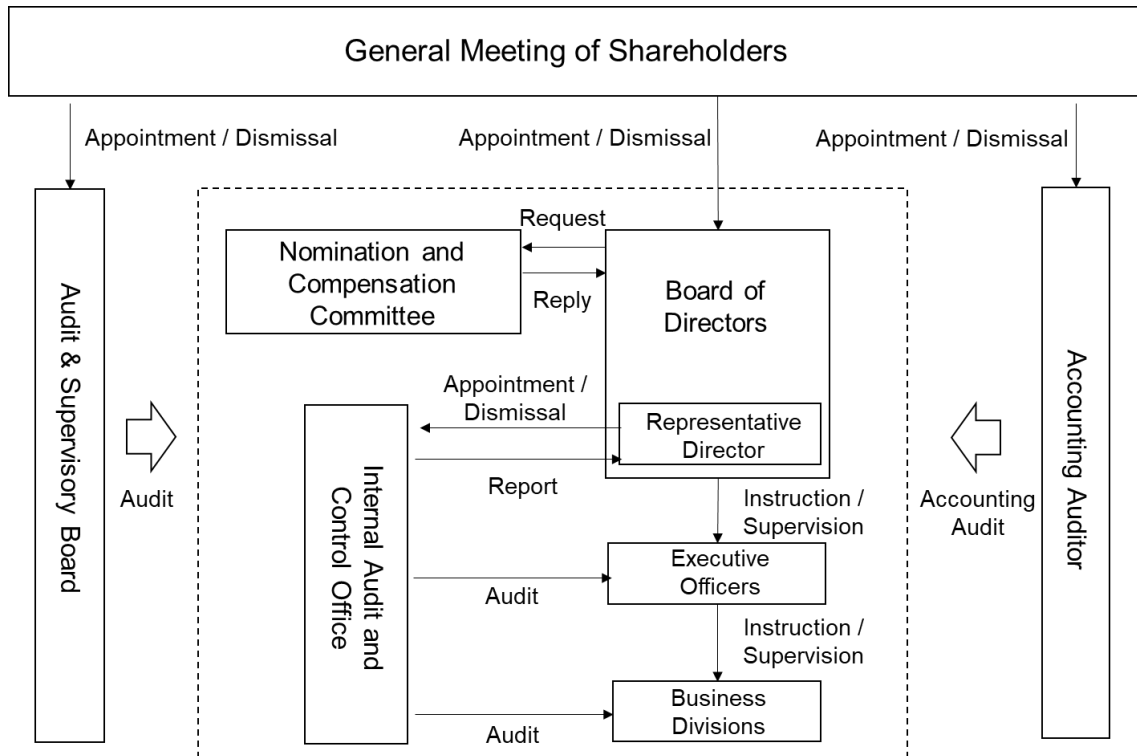 General Meeting of Shareholders
Appointment / Dismissal
Appointment / Dismissal
Appointment / Dismissal
Audit & Supervisory Board
Audit
Nomination and
Compensation
Committee
Request
Reply
Board of
Directors
Appointment /
Dismissal
Representative
Director
Report
Internal Audit and
Control Office
Instruction /
Supervision
Audit
Executive
Officers
Instruction /
Supervision
Audit
Business
Divisions
Accounting
Audit
Accounting Auditor